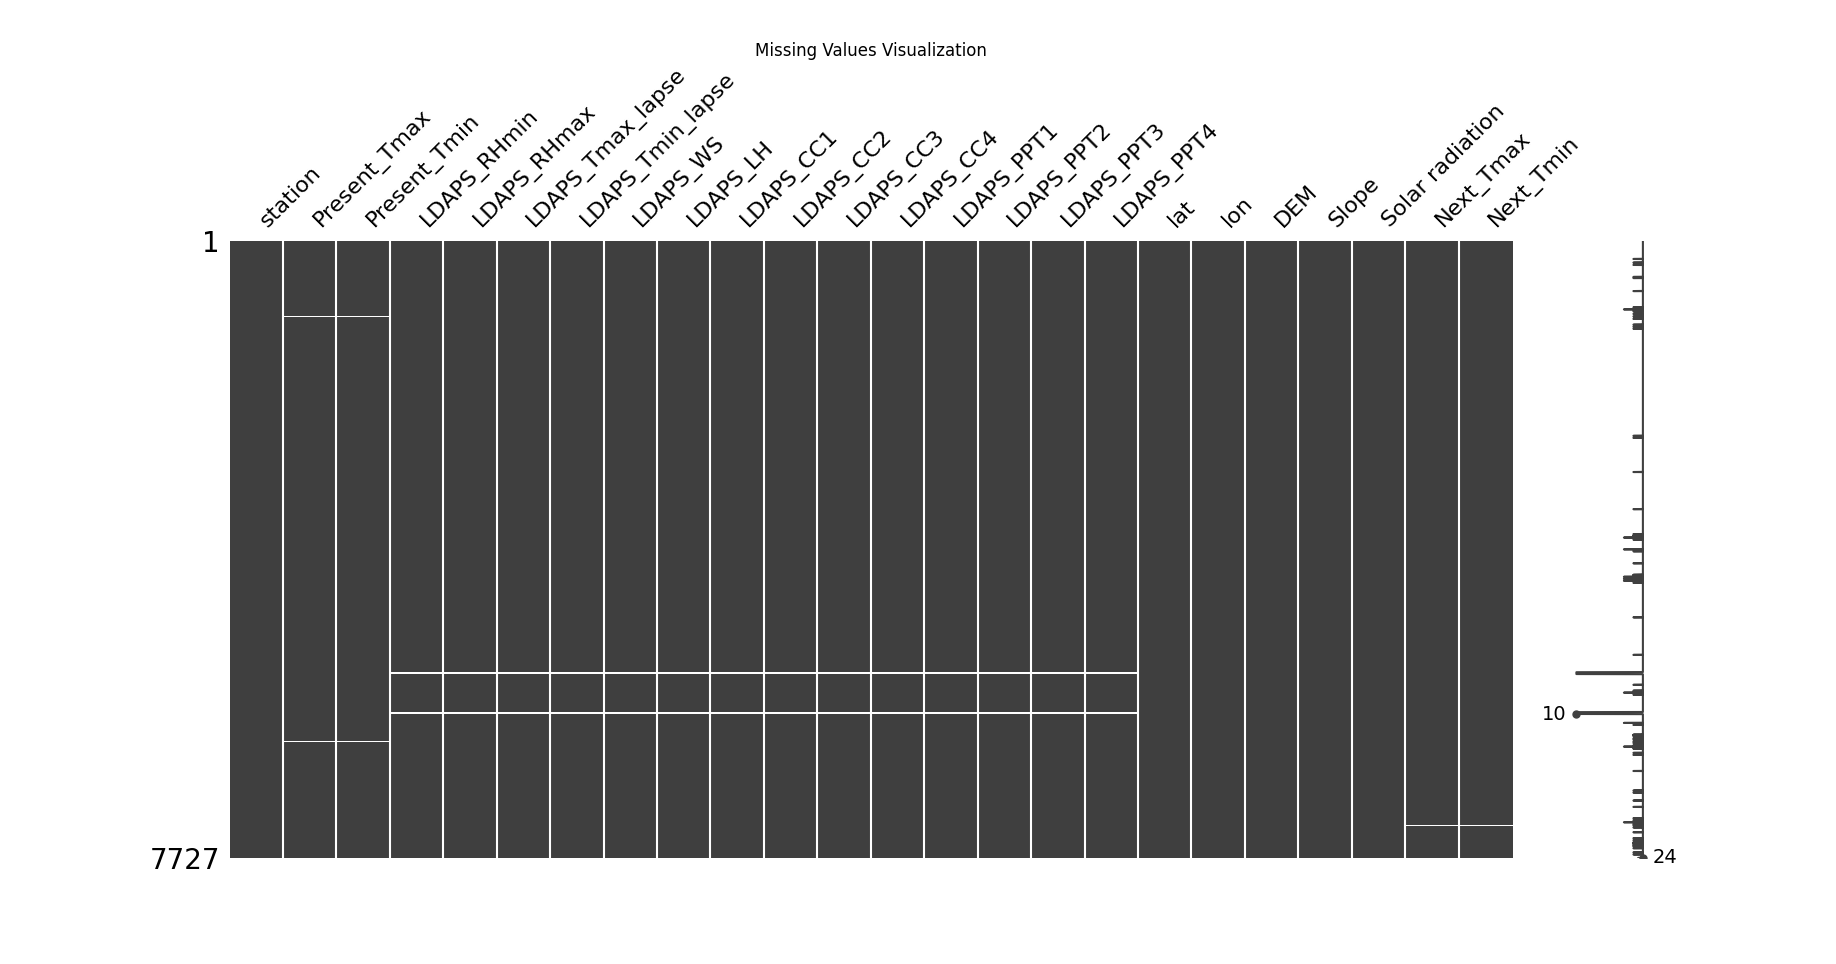 Missing Values Visualization
station
Present_Tmax
Present_Tmin
LDAPS_RHmin
LDAPS_RHmax
LDAPS_Tmax_lapse
LDAPS_Tmin_lapse
LDAPS_WS
LDAPS_LH
LDAPS_CC1
LDAPS_CC2
LDAPS_CC3
LDAPS_CC4
LDAPS_PPT1
LDAPS_PPT2
LDAPS_PPT3
LDAPS_PPT4
lat
lon
DEM
Slope
Solar radiation
Next_Tmax
Next_Tmin
1
10
7727
24